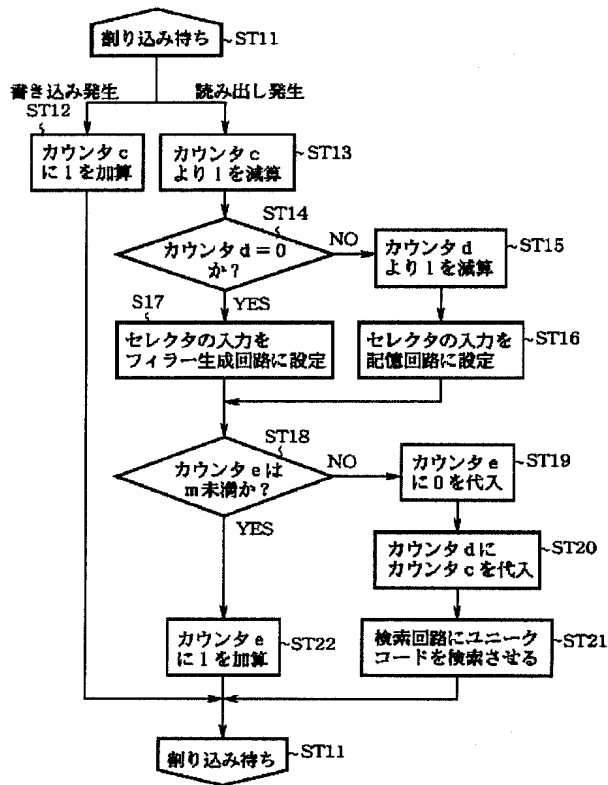 割り込み待ち
ST11
書き込み発生
読み出し発生
ST12
カウンタc
に1を加算
カウンタc
より1を減算
ST13
ST14
カウンタd=0
か?
NO
YES
カウンタd
より1を減算
ST15
S17
セレクタの入力を
フィラー生成回路に設定
セレクタの入力を
記憶回路に設定
ST16
ST18
カウンタeは
m未満か?
NO
YES
カウンタe
に0を代入
ST19
カウンタdに
カウンタcを代入
ST20
カウンタe
に1を加算
ST22
検索回路にユニーク
コードを検索させる
ST21
割り込み待ち
ST11